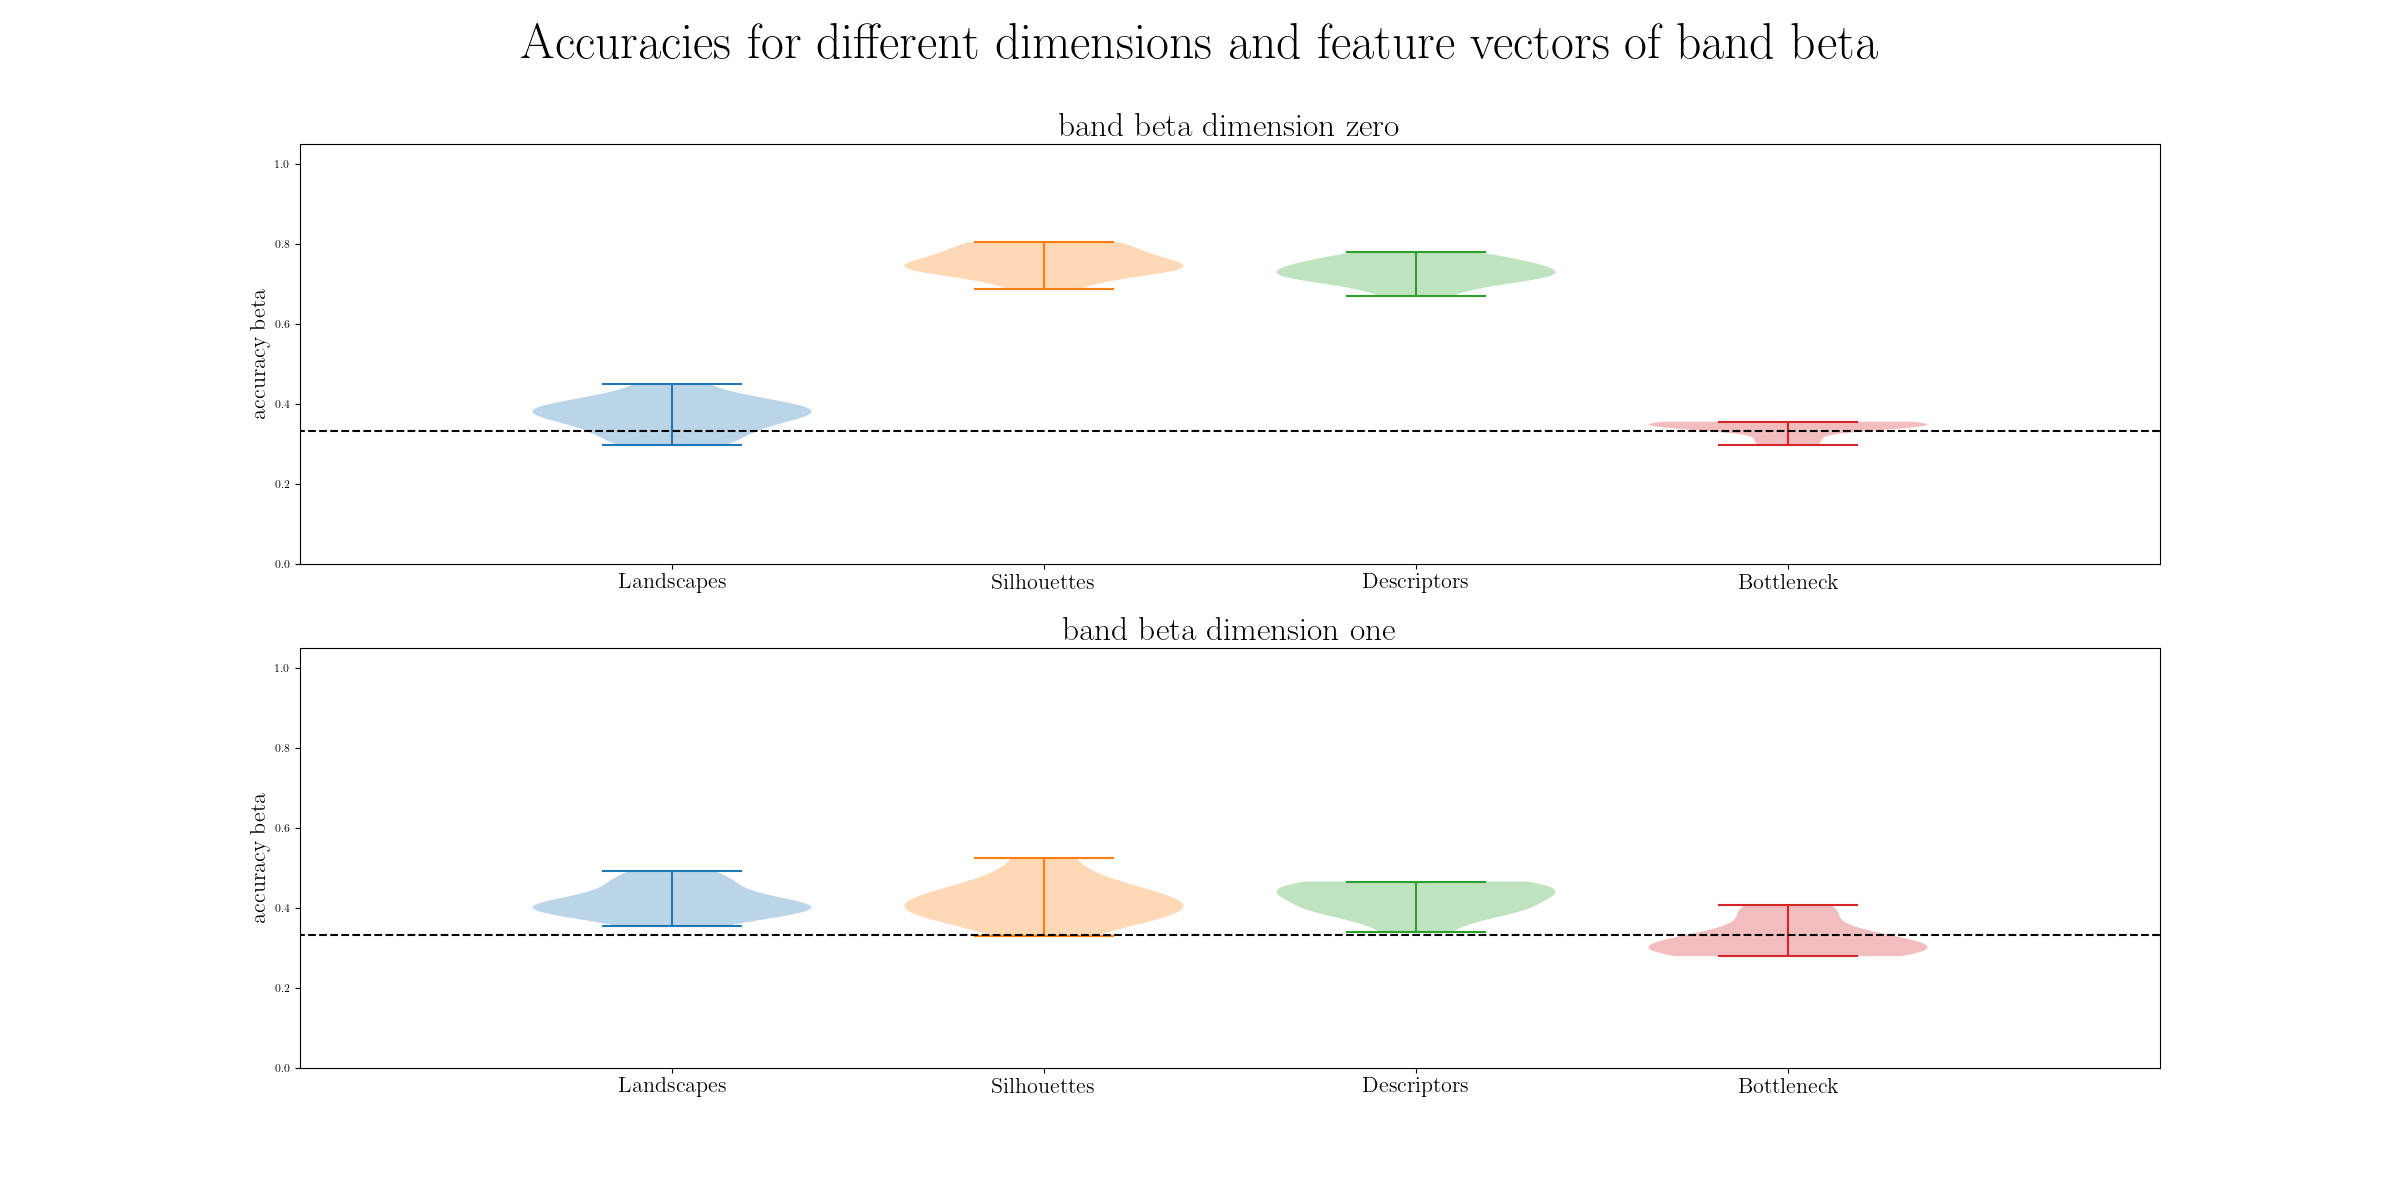 Accuracies for different dimensions and feature vectors of band beta
band beta dimension zero
accuracy beta
1.0
0.8
0.6
0.4
0.2
0.0
Landscapes Silhouettes Descriptors Bottleneck
band beta dimension one
accuracy beta
1.0
0.8
0.6
0.4
0.2
0.0
Landscapes Silhouettes Descriptors Bottleneck